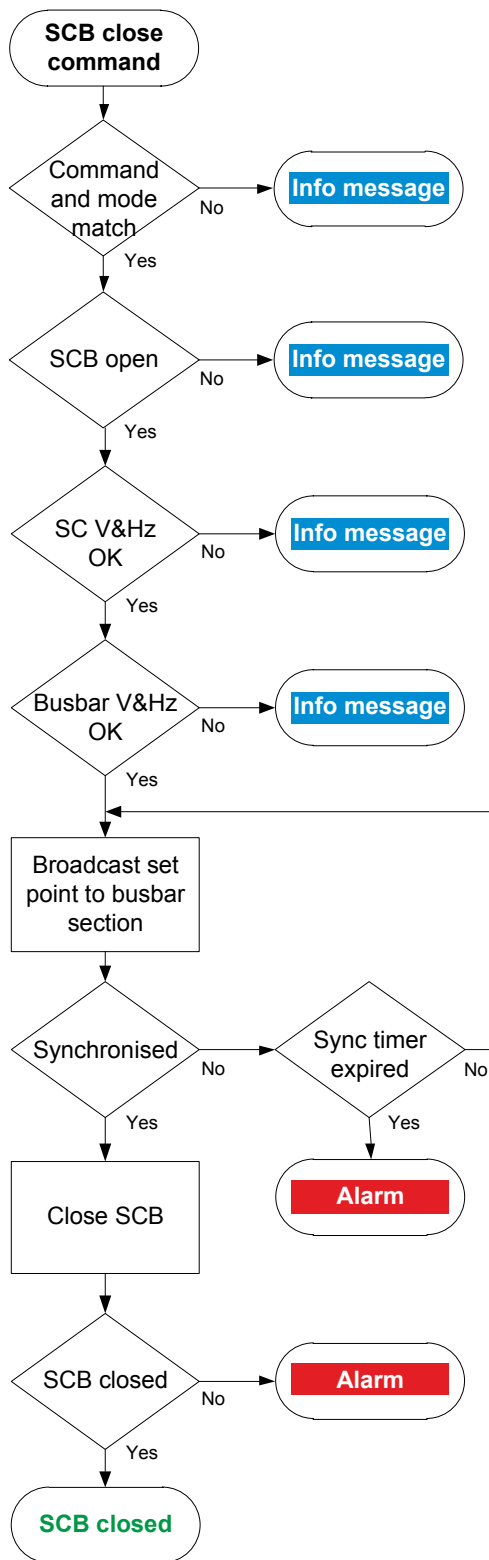 SCB close
command
Command
and mode
match
No
Info message
Yes
SCB open
No
Info message
Yes
SC V&Hz
OK
No
Info message
Yes
Busbar V&Hz
OK
No
Info message
Yes
Broadcast set
point to busbar
section
Synchronised
No
Sync timer
expired
No
Yes
Yes
Close SCB
Alarm
SCB closed
No
Alarm
Yes
SCB closed